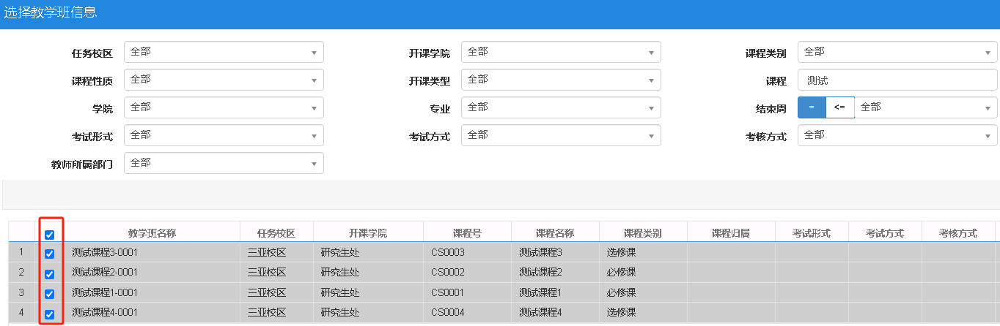 选择教学班信息
任务校区 全部 开课学院 全部 课程类别 全部
课程性质 全部 开课类型 全部 课程 测试
学院 全部 专业 全部 结束周 = <= 全部
考试形式 全部 考试方式 全部 考核方式 全部
教师所属部门 全部
教学班名称 任务校区 开课学院 课程号 课程名称 课程类别 课程归属 考试形式 考试方式 考核方式
1 测试课程3-0001 三亚校区 研究生处 CS0003 测试课程3 选修课
2 测试课程2-0001 三亚校区 研究生处 CS0002 测试课程2 必修课
3 测试课程1-0001 三亚校区 研究生处 CS0001 测试课程1 必修课
4 测试课程4-0001 三亚校区 研究生处 CS0004 测试课程4 选修课